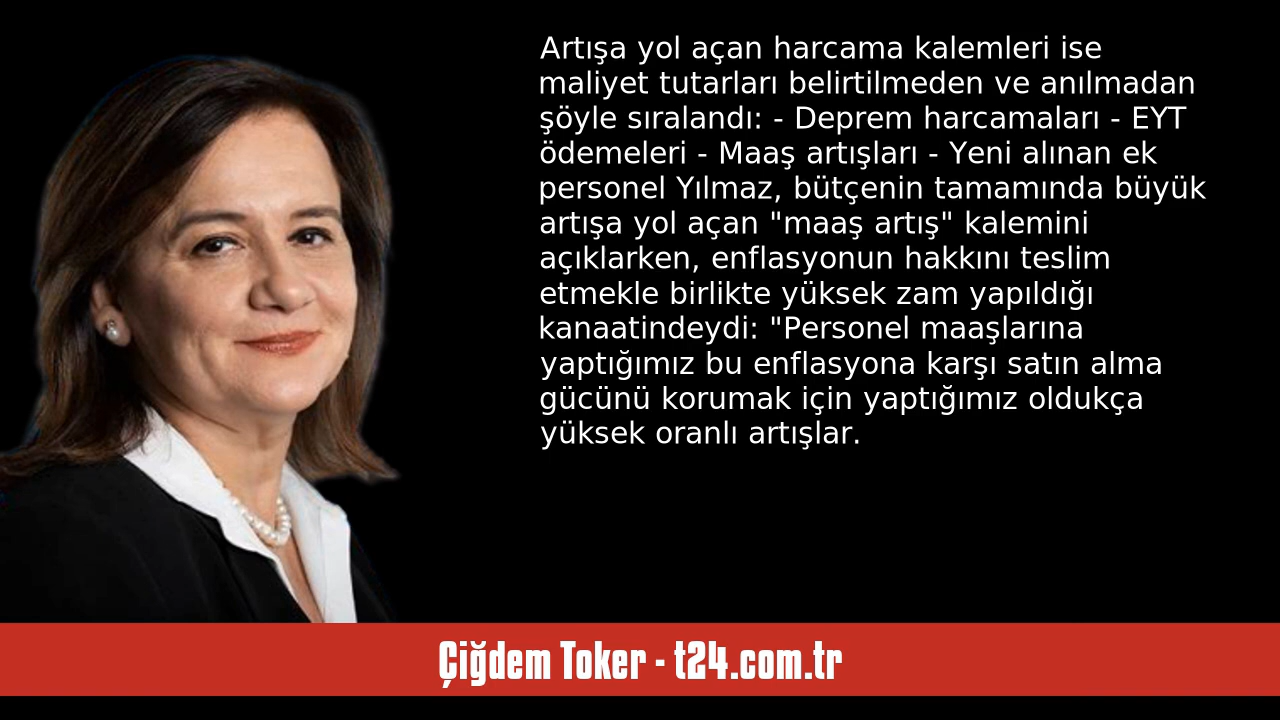 Artışa yol açan harcama kalemleri ise
maliyet tutarları belirtilmeden ve anılmadan
şöyle sıralandı: - Deprem harcamaları - EYT
ödemeleri - Maaş artışları - Yeni alınan ek
personel Yılmaz, bütçenin tamamında büyük
artışa yol açan "maaş artış" kalemini
açıklarken, enflasyonun hakkını teslim
etmekle birlikte yüksek zam yapıldığı
kanaatindeydi: "Personel maaşlarına
yaptığımız bu enflasyona karşı satın alma
gücünü korumak için yaptığımız oldukça
yüksek oranlı artışlar.
Çiğdem Toker - t24.com.tr